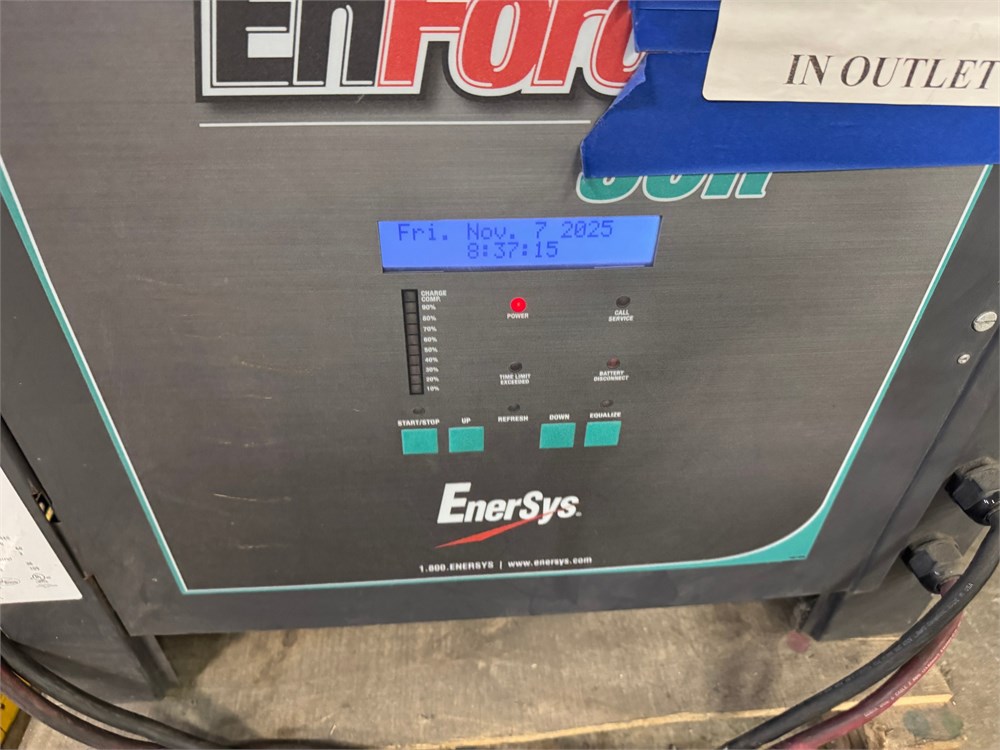 EnForc
IN OUTLET
Fri. Nov. 7 2025
8:37:15
CHARGE
COMP.
90%
80%
70%
60%
50%
40%
30%
20%
10%
POWER
CALL
SERVICE
TIME LIMIT
EXCEEDED
BATTERY
DISCONNECT
START/STOP UP REFRESH DOWN EQUALIZE
EnerSys®
1.800.ENERSYS | www.enersys.com